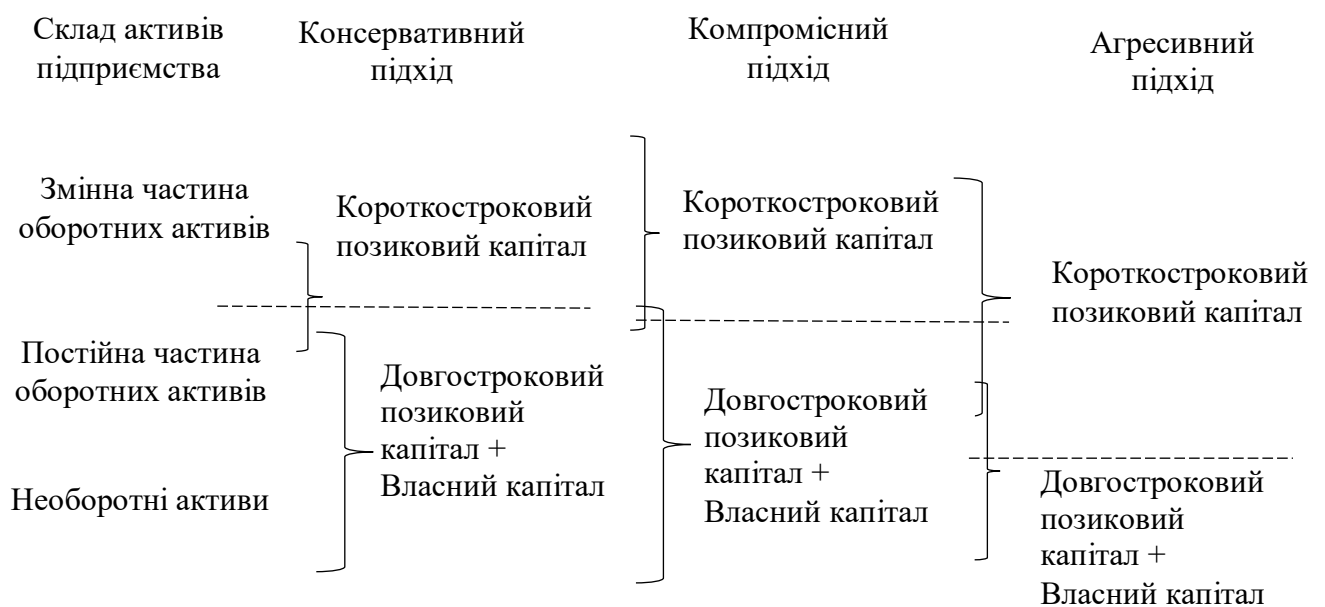 Склад активів
підприємства
Консервативний
підхід
Компромісний
підхід
Агресивний
підхід
Змінна частина
оборотних активів
Короткостроковий
позиковий капітал
Короткостроковий
позиковий капітал
Короткостроковий
позиковий капітал
Постійна частина
оборотних активів
Довгостроковий
позиковий
капітал +
Власний капітал
Довгостроковий
позиковий
капітал +
Власний капітал
Необоротні активи
Довгостроковий
позиковий
капітал +
Власний капітал